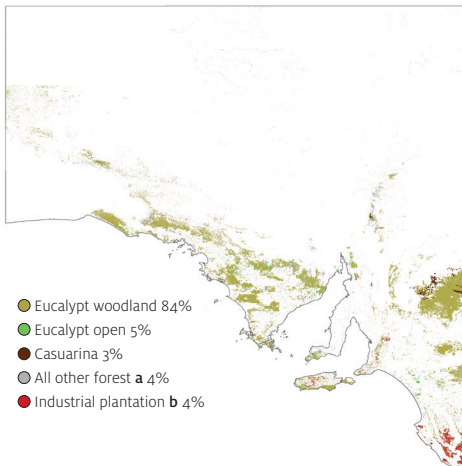 Eucalypt woodland 84%
Eucalypt open 5%
Casuarina 3%
All other forest a 4%
Industrial plantation b 4%